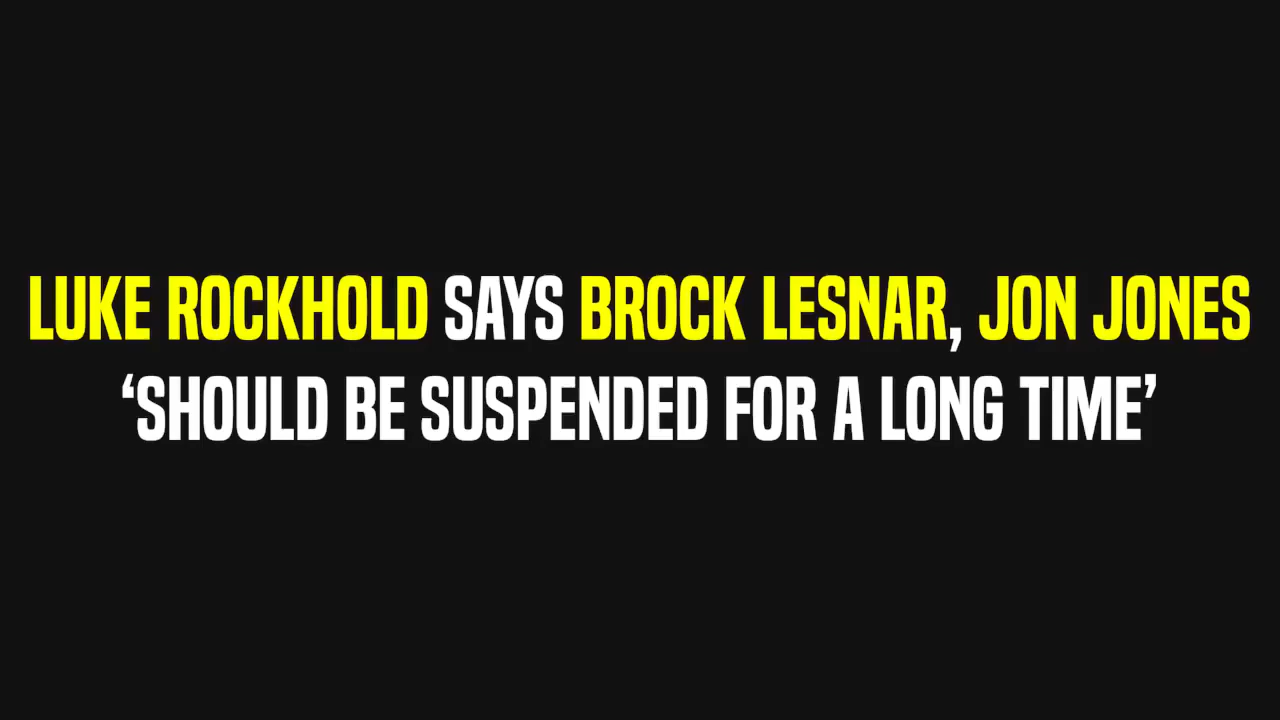 LUKE ROCKHOLD SAYS BROCK LESNAR, JON JONES
‘SHOULD BE SUSPENDED FOR A LONG TIME’